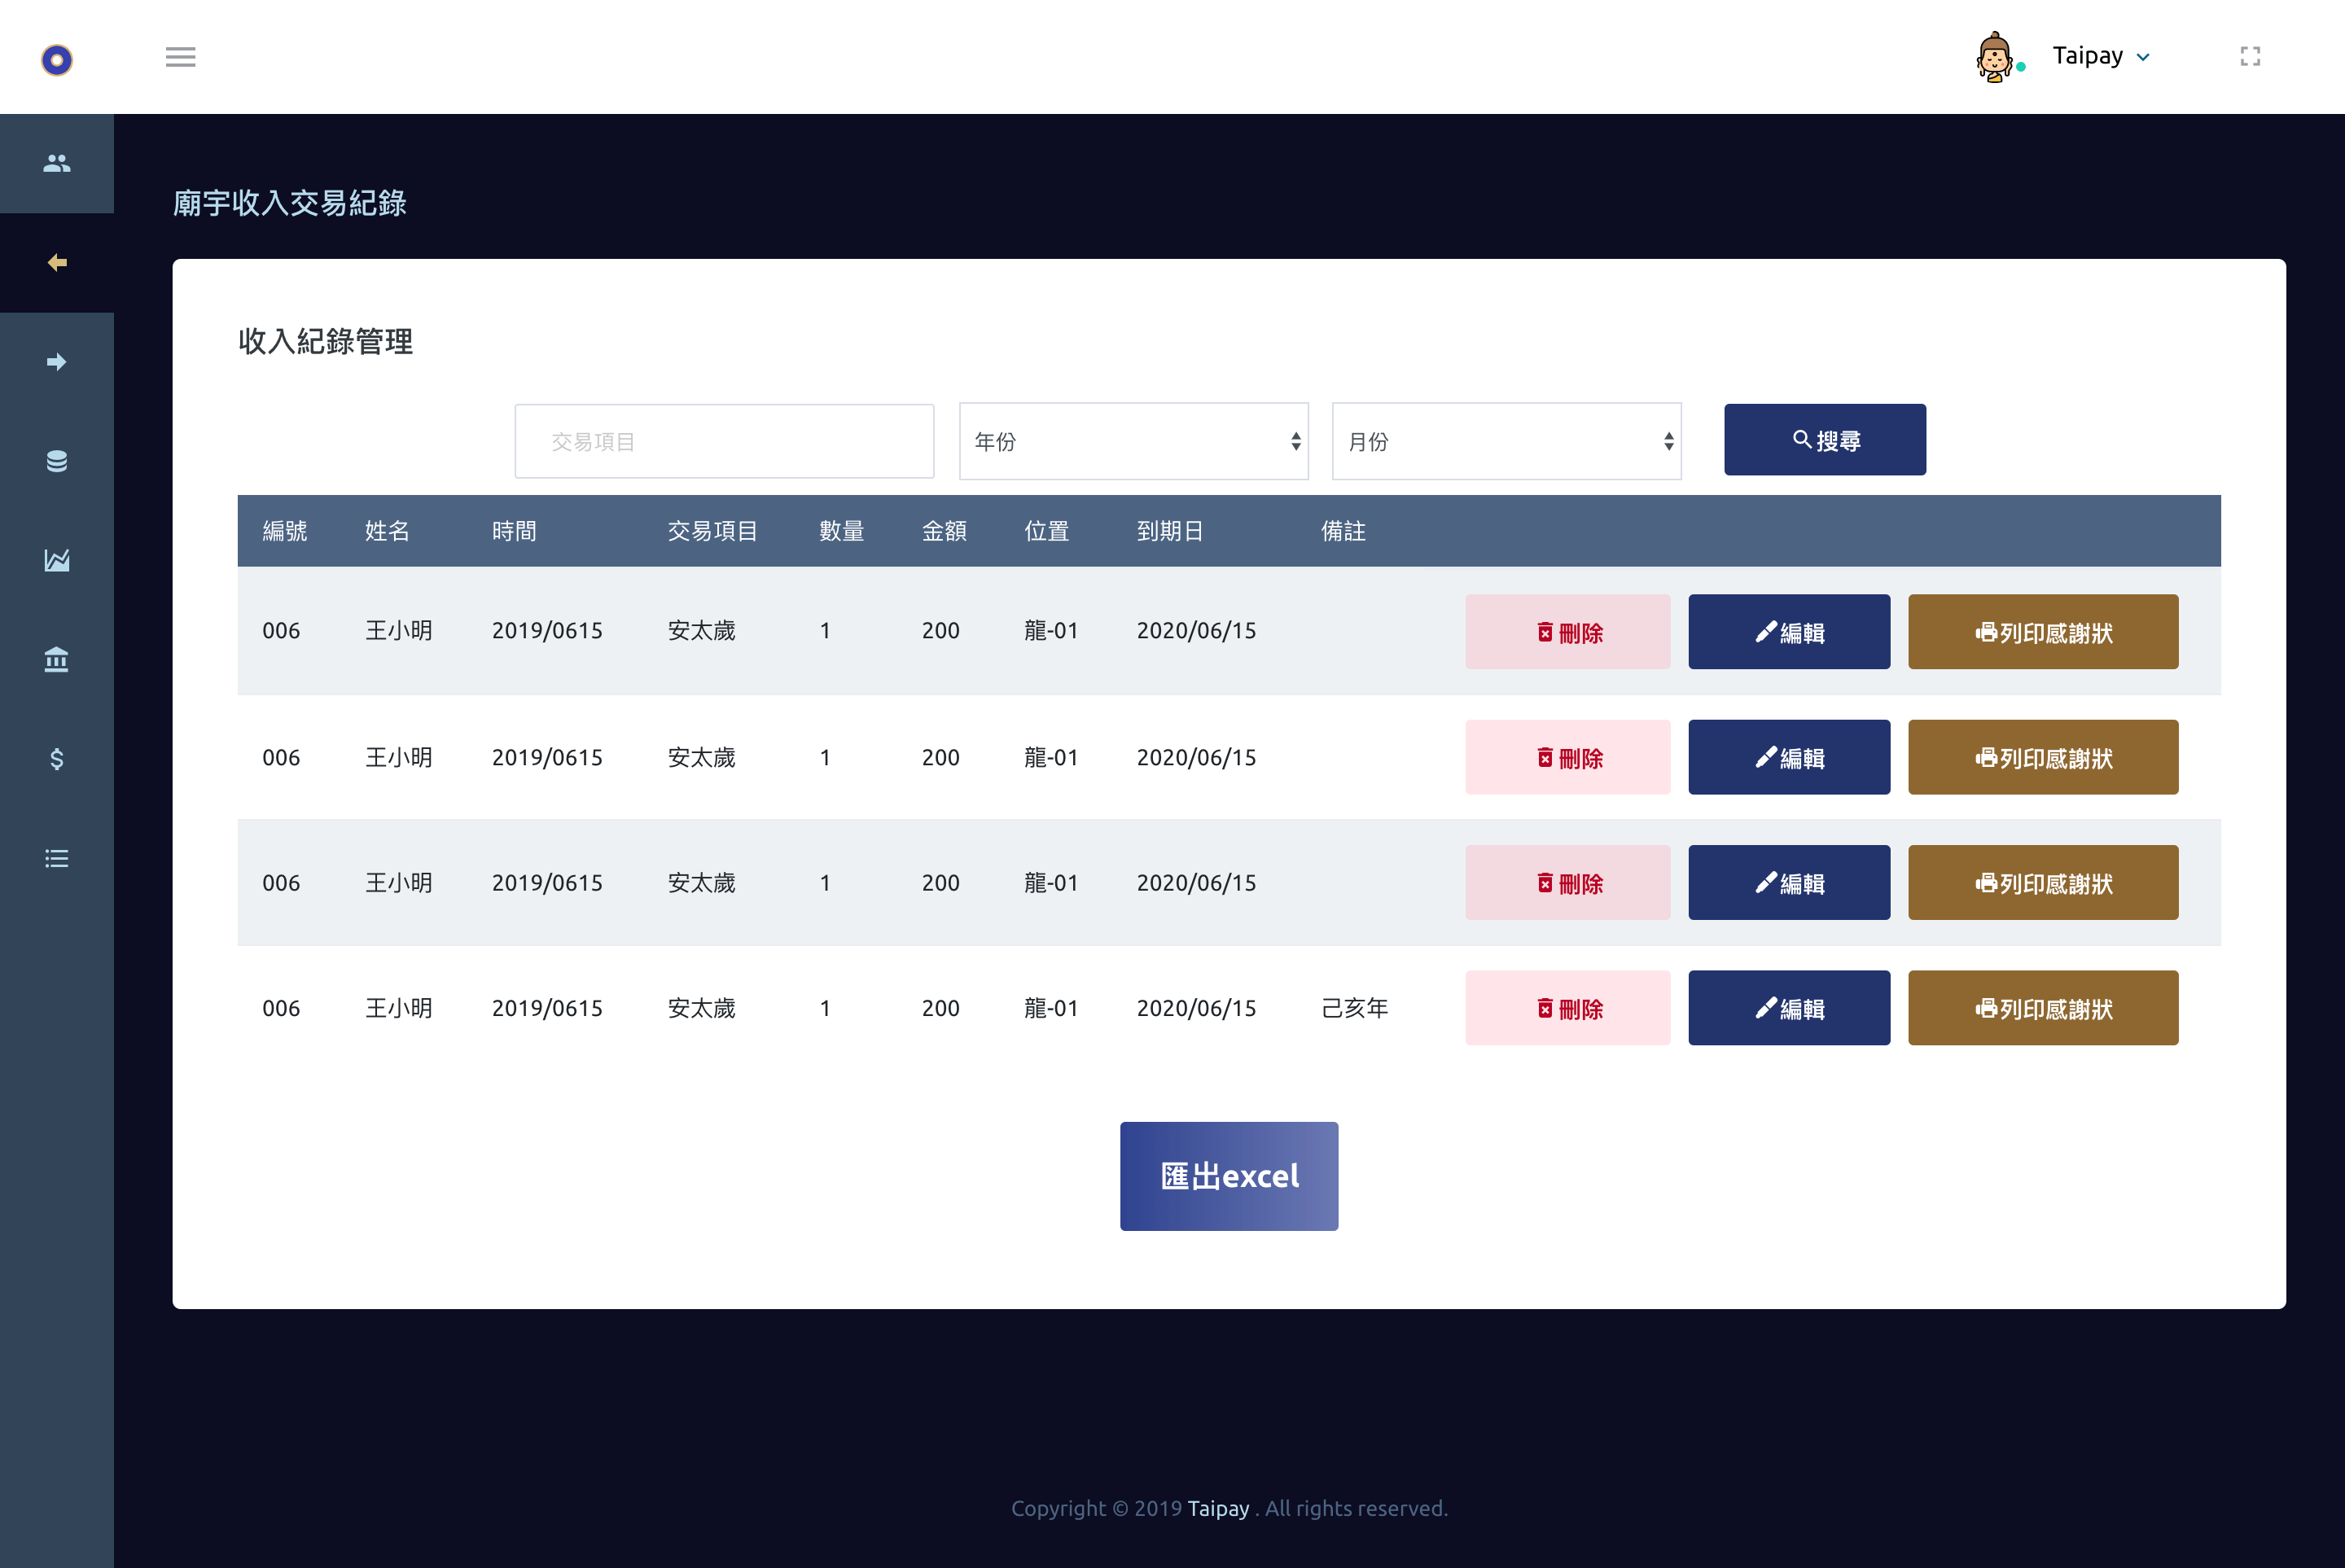 Taipay
廟宇收入交易紀錄
收入紀錄管理
交易項目 年份 月份 搜尋
編號 姓名 時間 交易項目 數量 金額 位置 到期日 備註
006 王小明 2019/0615 安太歲 1 200 龍-01 2020/06/15 刪除 編輯 列印感謝狀
006 王小明 2019/0615 安太歲 1 200 龍-01 2020/06/15 刪除 編輯 列印感謝狀
006 王小明 2019/0615 安太歲 1 200 龍-01 2020/06/15 刪除 編輯 列印感謝狀
006 王小明 2019/0615 安太歲 1 200 龍-01 2020/06/15 己亥年 刪除 編輯 列印感謝狀
匯出excel
Copyright © 2019 Taipay . All rights reserved.